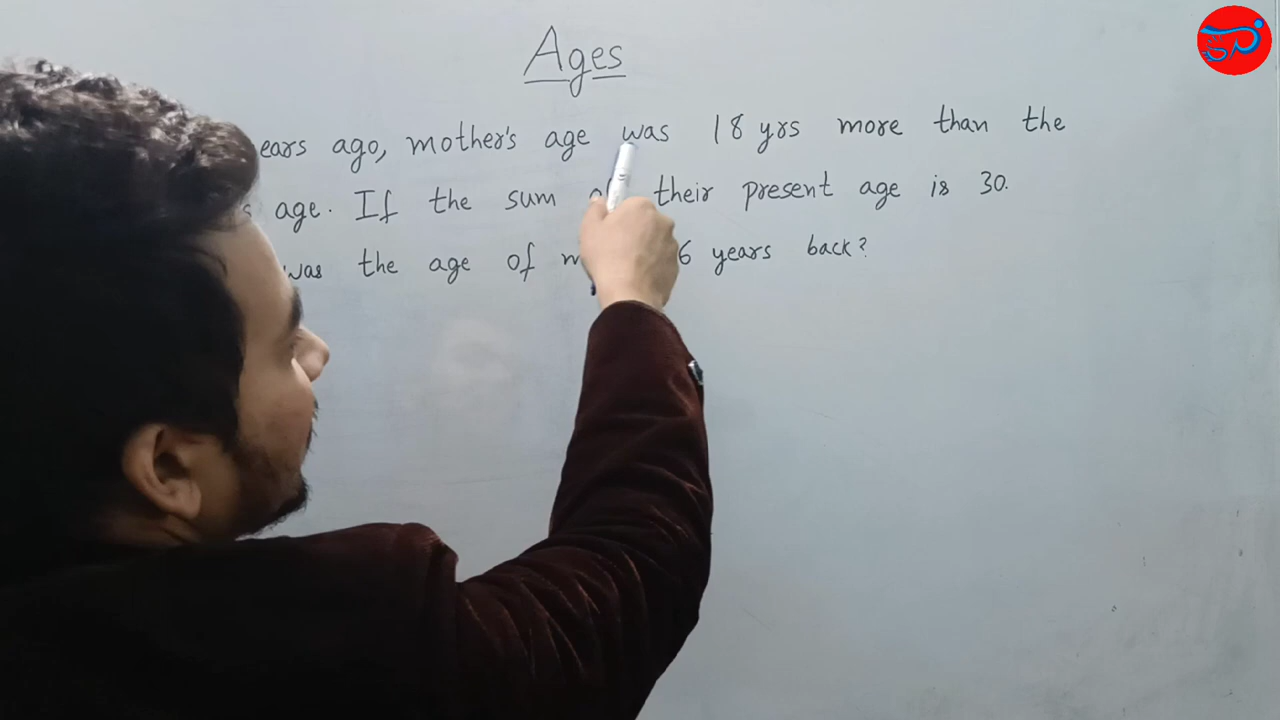 Ages
ears ago, mother's age was 18 yrs more than the
s age. If the sum their present age is 30.
was the age of 6 years back?